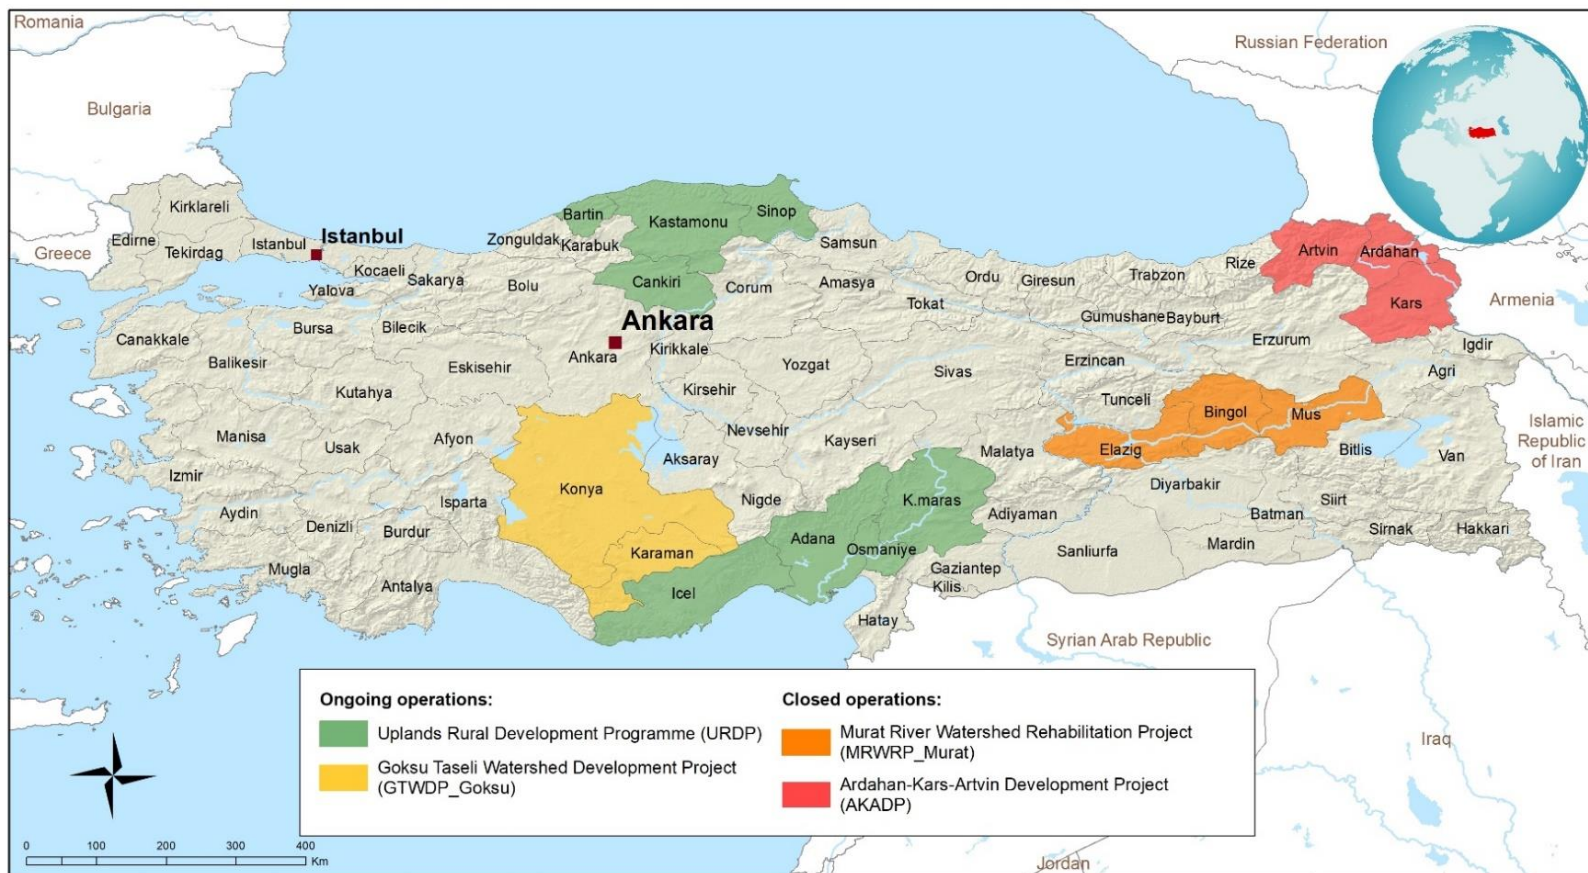 Romania
Russian Federation
Bulgaria
Greece
Armenia
Islamic
Republic
of Iran
Syrian Arab Republic
Iraq
Jordan
Kirklareli
Edirne
Tekirdag
Istanbul
Istanbul
Kocaeli
Yalova
Sakarya
Zonguldak
Bartin
Karabuk
Kastamonu
Sinop
Samsun
Cankiri
Corum
Amasya
Ordu
Giresun
Trabzon
Rize
Artvin
Ardahan
Kars
Canakkale
Bursa
Bilecik
Bolu
Ankara
Ankara
Kirikkale
Tokat
Gumushane
Bayburt
Erzurum
Igdir
Agri
Balikesir
Kutahya
Eskisehir
Kirsehir
Yozgat
Sivas
Erzincan
Tunceli
Bingol
Mus
Manisa
Usak
Afyon
Nevsehir
Kayseri
Malatya
Elazig
Bitlis
Van
Izmir
Aydin
Denizli
Burdur
Isparta
Konya
Aksaray
Nigde
K.maras
Adiyaman
Diyarbakir
Batman
Siirt
Sirnak
Hakkari
Mugla
Antalya
Karaman
Icel
Adana
Osmaniye
Gaziantep
Kilis
Hatay
Sanliurfa
Mardin
Ongoing operations:
Uplands Rural Development Programme (URDP)
Goksu Taseli Watershed Development Project
(GTWDP_Goksu)
Closed operations:
Murat River Watershed Rehabilitation Project
(MRWRP_Murat)
Ardahan-Kars-Artvin Development Project
(AKADP)
0 100 200 300 400
Km